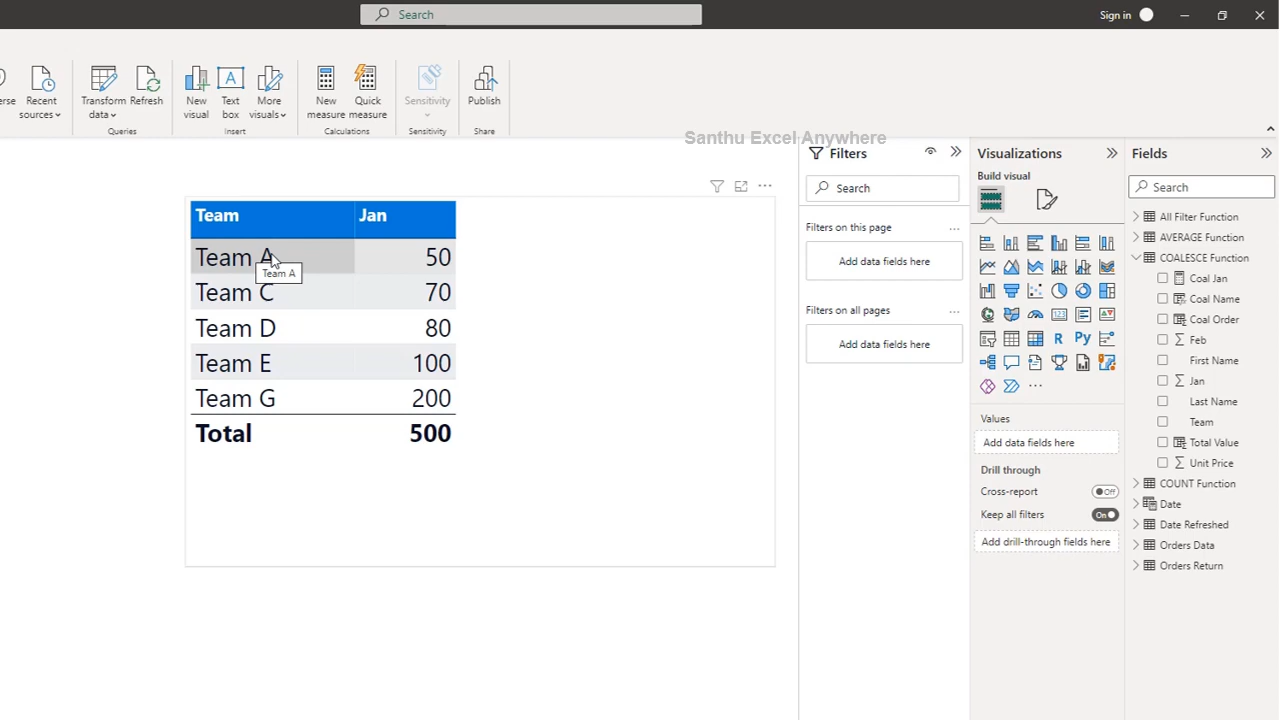 Search
Sign in
Recent
sources
Transform
data
Refresh
New
visual
Text
box
More
visuals
New
measure
Quick
measure
Sensitivity
Publish
Queries
Insert
Calculations
Sensitivity
Share
Santhu Excel Anywhere
Team Jan
Team A 50
Team A
Team C 70
Team D 80
Team E 100
Team G 200
Total 500
Filters
Search
Filters on this page
Add data fields here
Filters on all pages
Add data fields here
Visualizations
Build visual
R
Py
Values
Add data fields here
Drill through
Cross-report
Off
Keep all filters
On
Add drill-through fields here
Fields
Search
All Filter Function
AVERAGE Function
COALESCE Function
Coal Jan
Coal Name
Coal Order
Feb
First Name
Jan
Last Name
Team
Total Value
Unit Price
COUNT Function
Date
Date Refreshed
Orders Data
Orders Return